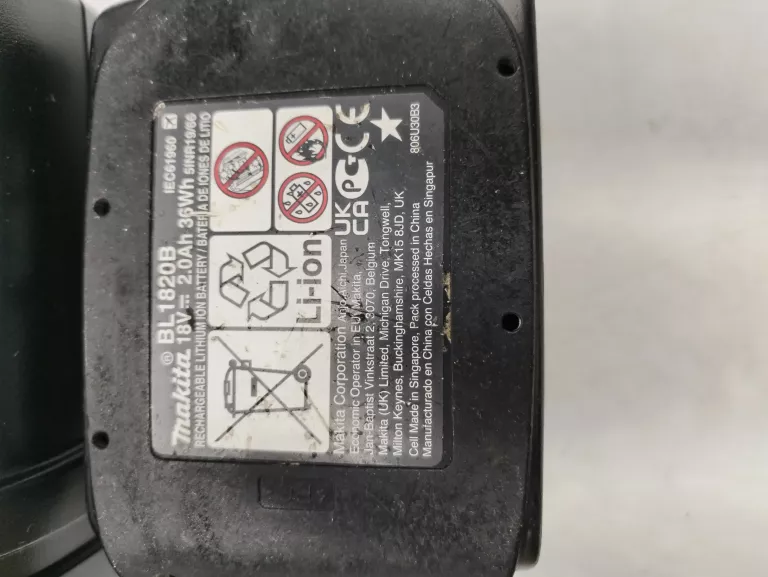 makita® BL1820B IEC61960
18V⎓ 2.0Ah 36Wh 5INR19/66
RECHARGEABLE LITHIUM ION BATTERY / BATERÍA DE IONES DE LITIO
Li-ion
UK
CA
CE
Makita Corporation Anjo, Aichi, Japan
Economic Operator in EU: Makita,
Jan-Baptist Vinkstraat 2, 3070, Belgium
Makita (UK) Limited, Michigan Drive, Tongwell,
Milton Keynes, Buckinghamshire, MK15 8JD, UK
Cell Made in Singapore, Pack processed in China
Manufacturado en China con Celdas Hechas en Singapur
806U30B3